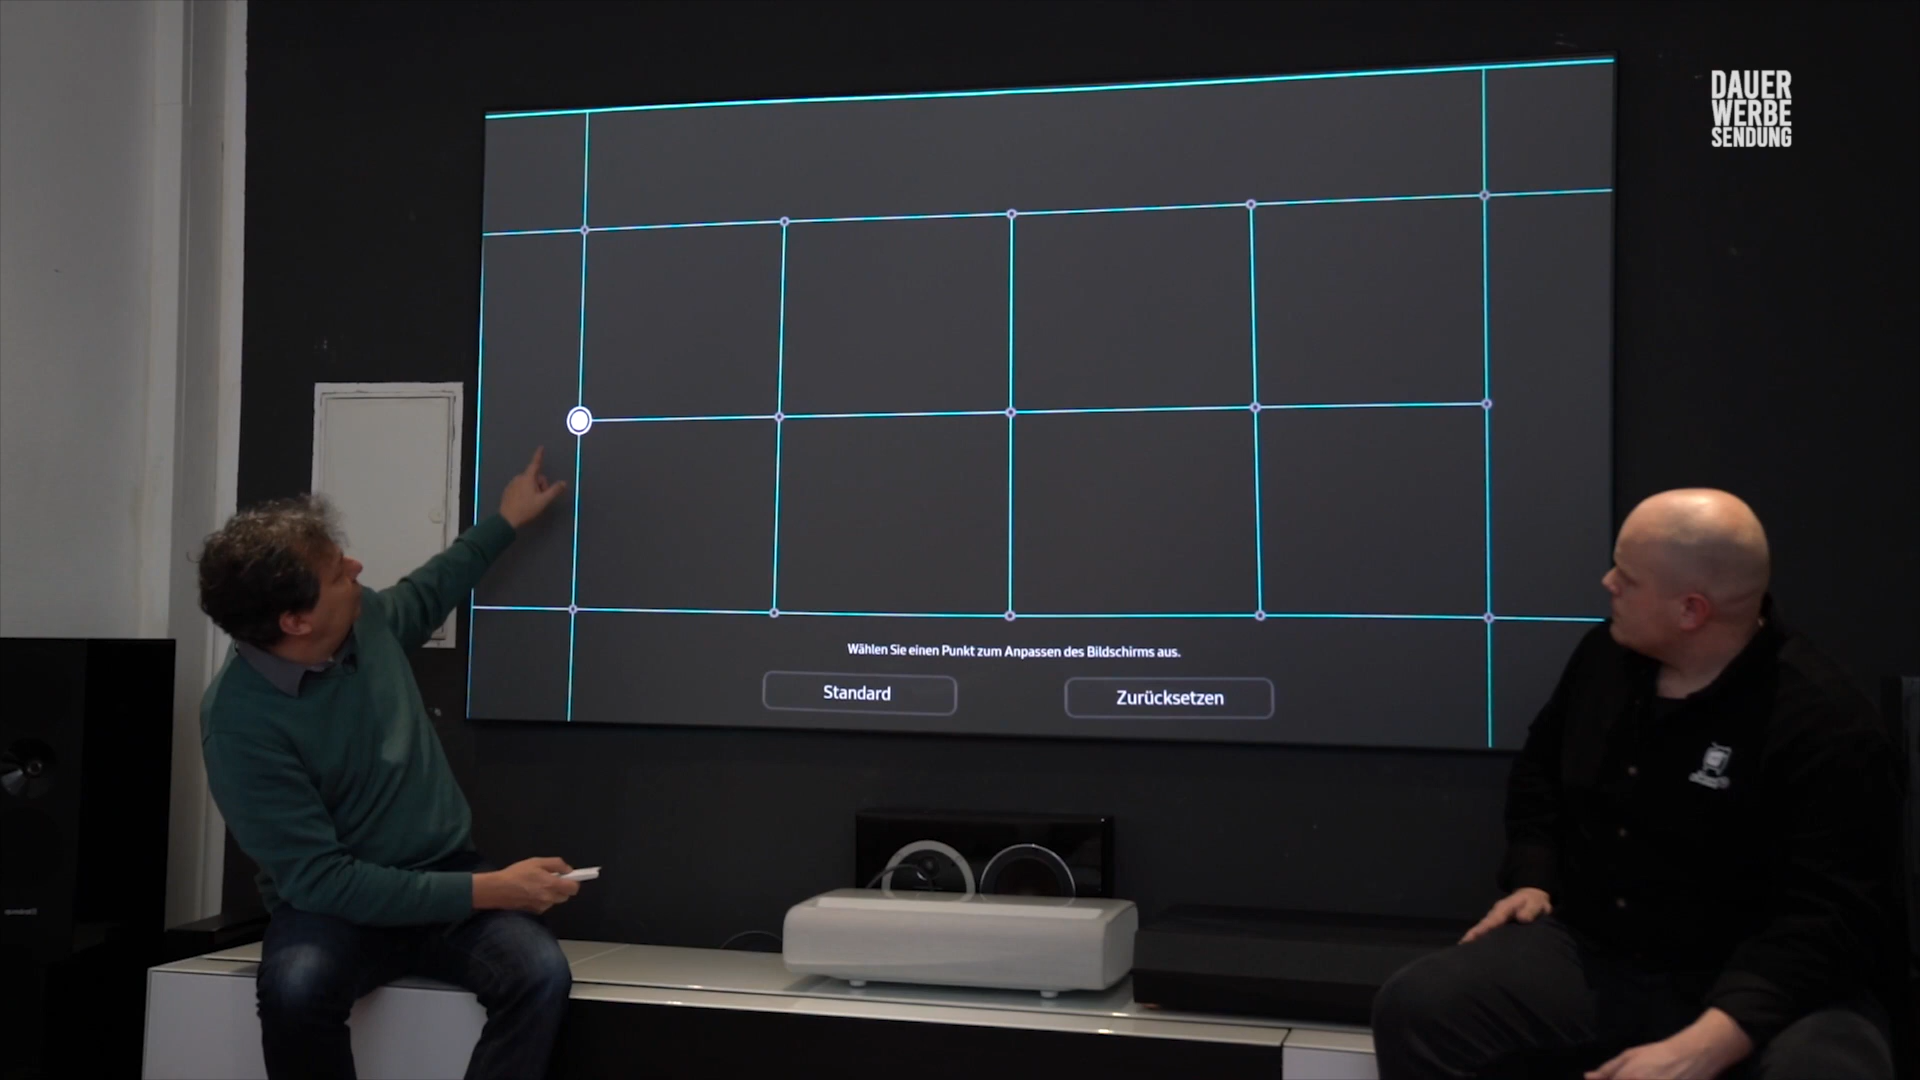 DAUER
WERBE
SENDUNG
Wählen Sie einen Punkt zum Anpassen des Bildschirms aus.
Standard
Zurücksetzen